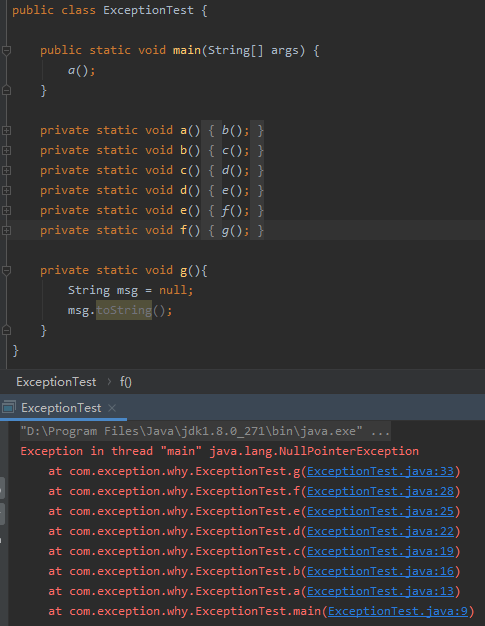 public class ExceptionTest {
public static void main(String[] args) {
a();
}
private static void a() { b(); }
private static void b() { c(); }
private static void c() { d(); }
private static void d() { e(); }
private static void e() { f(); }
private static void f() { g(); }
private static void g(){
String msg = null;
msg.toString();
}
}
ExceptionTest › f()
ExceptionTest ×
"D:\Program Files\Java\jdk1.8.0_271\bin\java.exe" ...
Exception in thread "main" java.lang.NullPointerException
at com.exception.why.ExceptionTest.g(ExceptionTest.java:33)
at com.exception.why.ExceptionTest.f(ExceptionTest.java:28)
at com.exception.why.ExceptionTest.e(ExceptionTest.java:25)
at com.exception.why.ExceptionTest.d(ExceptionTest.java:22)
at com.exception.why.ExceptionTest.c(ExceptionTest.java:19)
at com.exception.why.ExceptionTest.b(ExceptionTest.java:16)
at com.exception.why.ExceptionTest.a(ExceptionTest.java:13)
at com.exception.why.ExceptionTest.main(ExceptionTest.java:9)